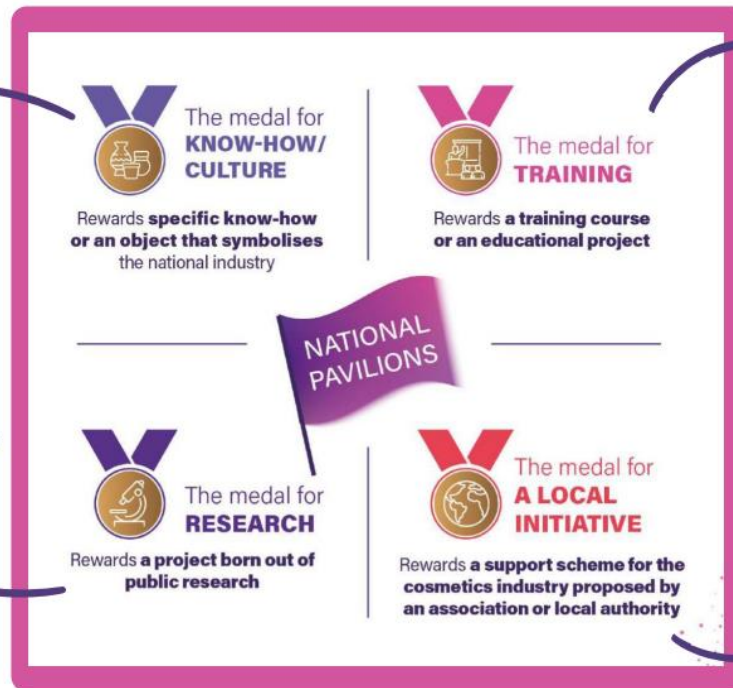 The medal for
KNOW-HOW/
CULTURE
Rewards specific know-how
or an object that symbolises
the national industry
The medal for
TRAINING
Rewards a training course
or an educational project
NATIONAL
PAVILIONS
The medal for
RESEARCH
Rewards a project born out of
public research
The medal for
A LOCAL
INITIATIVE
Rewards a support scheme for the
cosmetics industry proposed by
an association or local authority